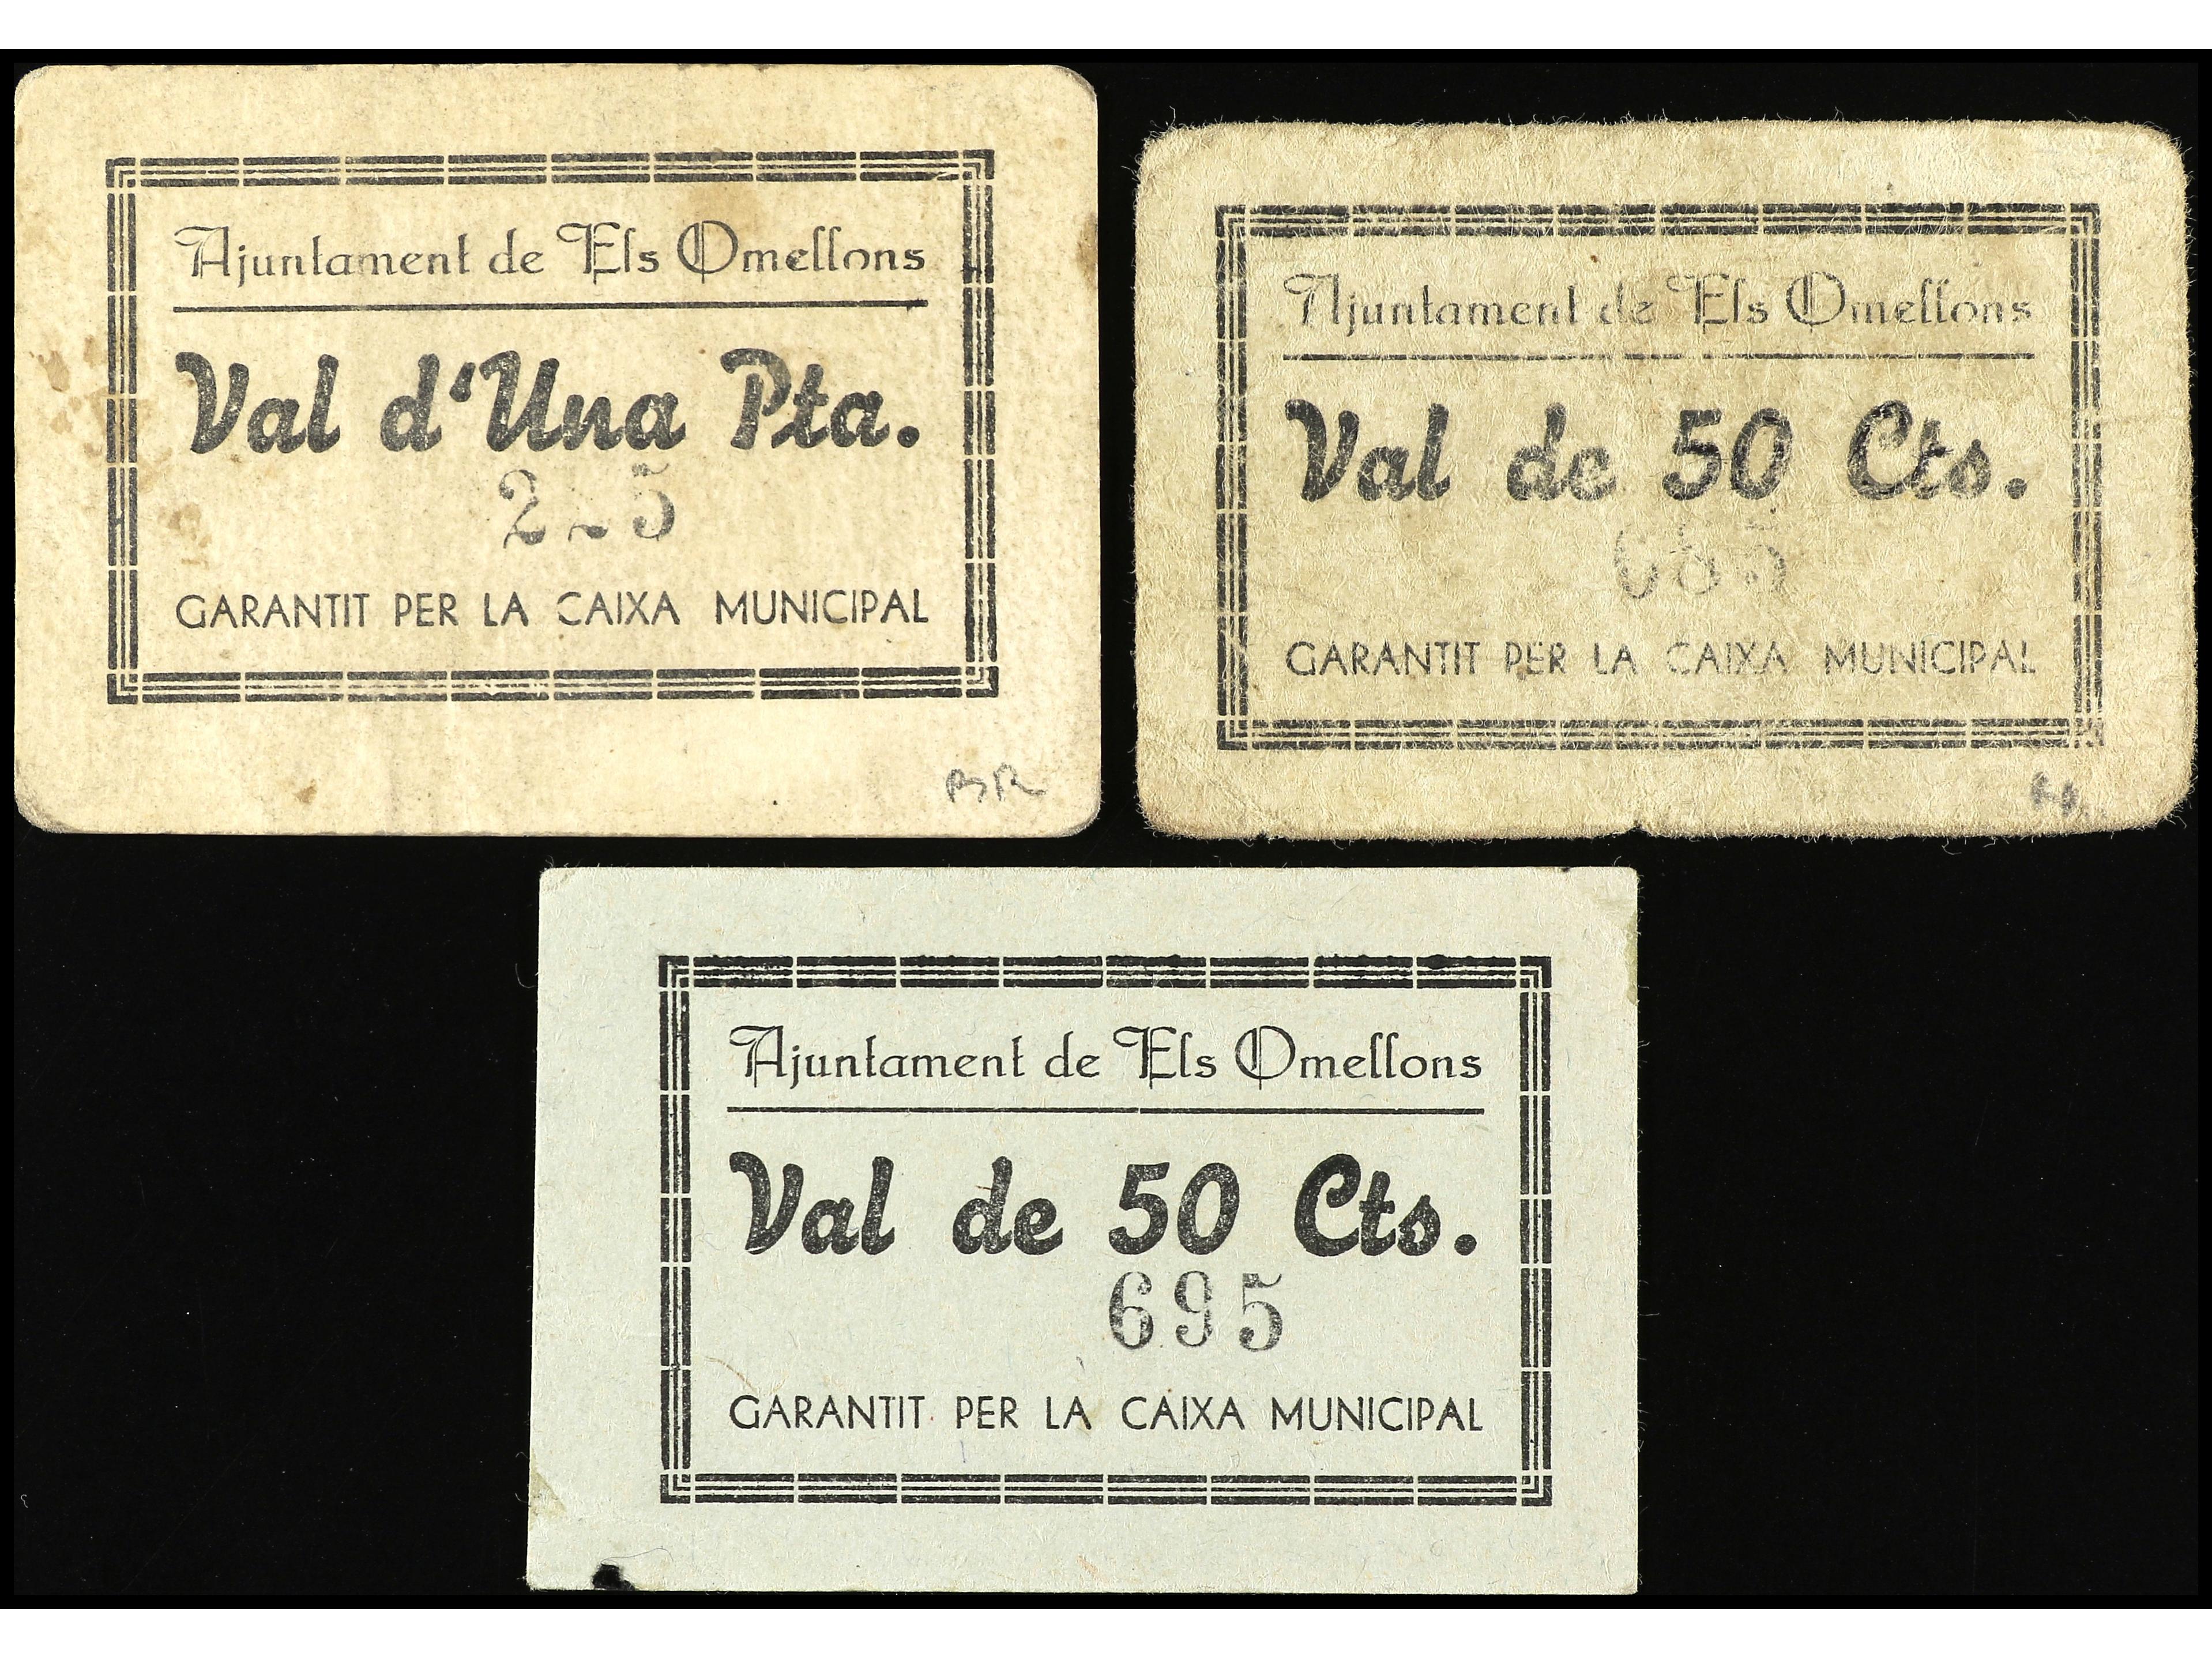 Ajuntament de Els Omellons
Val d'Una Pta.
GARANTIT PER LA CAIXA MUNICIPAL
Ajuntament de Els Omellons
Val de 50 Cts.
685
GARANTIT PER LA CAIXA MUNICIPAL
Ajuntament de Els Omellons
Val de 50 Cts.
695
GARANTIT PER LA CAIXA MUNICIPAL